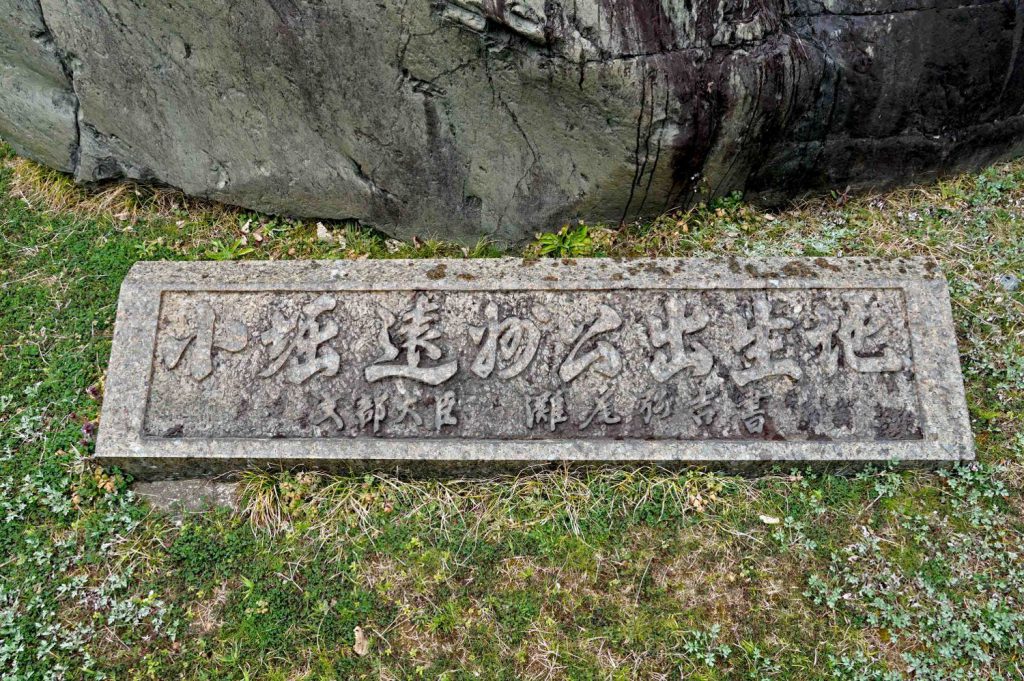 小堀遠州公出生地
文部大臣 灘尾弘吉書